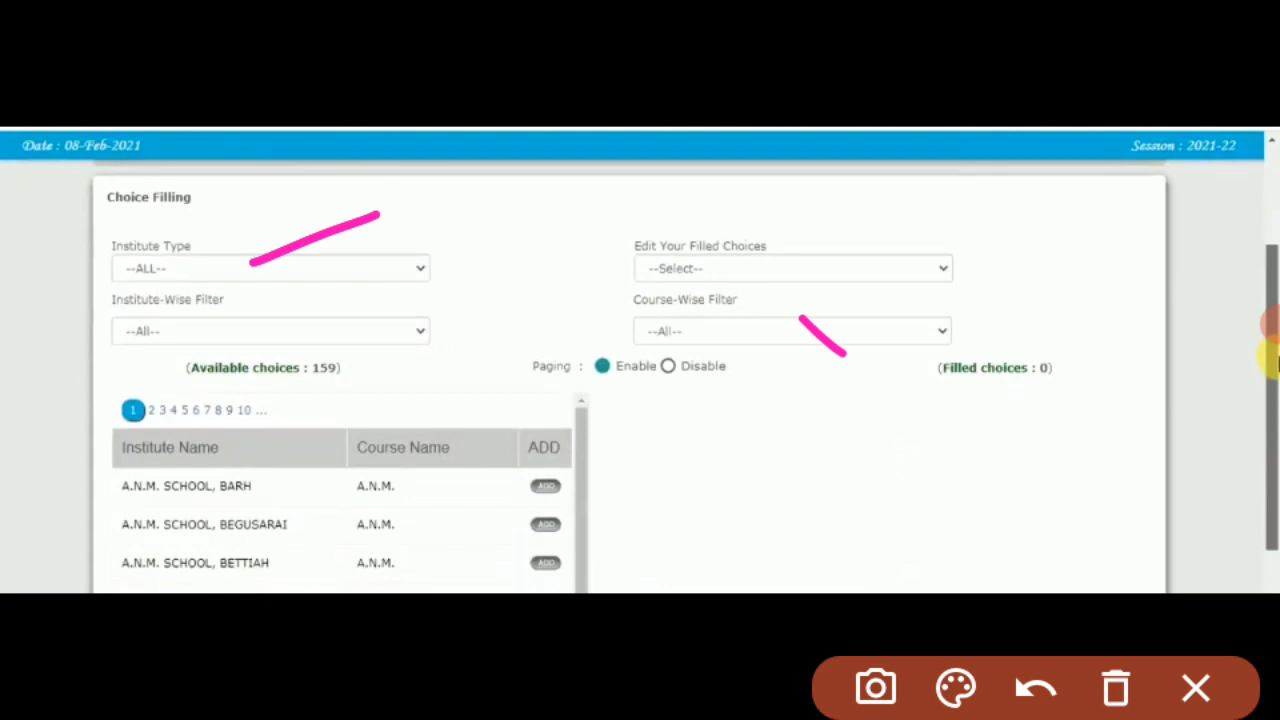 Date : 08-Feb-2021
Session : 2021-22
Choice Filling
Institute Type
Edit Your Filled Choices
--ALL--
--Select--
Institute-Wise Filter
Course-Wise Filter
--All--
--All--
(Available choices : 159)
Paging : Enable Disable
(Filled choices : 0)
1 2 3 4 5 6 7 8 9 10 ...
Institute Name Course Name ADD
A.N.M. SCHOOL, BARH A.N.M. ADD
A.N.M. SCHOOL, BEGUSARAI A.N.M. ADD
A.N.M. SCHOOL, BETTIAH A.N.M. ADD